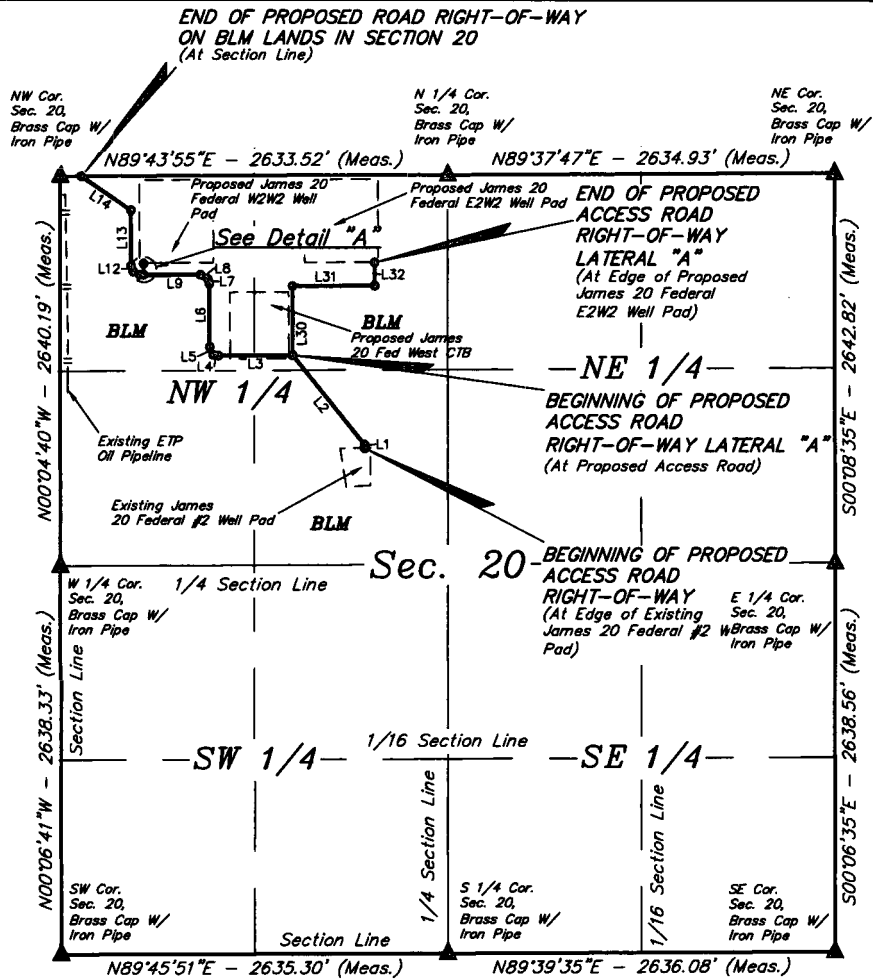 END OF PROPOSED ROAD RIGHT-OF-WAY
ON BLM LANDS IN SECTION 20
(At Section Line)
NW Cor.
Sec. 20,
Brass Cap W/
Iron Pipe
N 1/4 Cor.
Sec. 20,
Brass Cap W/
Iron Pipe
NE Cor.
Sec. 20,
Brass Cap W/
Iron Pipe
N89°43'55"E - 2633.52' (Meas.)
N89°37'47"E - 2634.93' (Meas.)
Proposed James 20
Federal W2W2 Well
Pad
Proposed James 20
Federal E2W2 Well Pad
See Detail "A"
END OF PROPOSED
ACCESS ROAD
RIGHT-OF-WAY
LATERAL "A"
(At Edge of Proposed
James 20 Federal
E2W2 Well Pad)
L14
L13
L12
L9
L8
L7
L6
L5
L4
L3
L31
L32
L30
L2
L1
BLM
BLM
Proposed James
20 Fed West CTB
NW 1/4
NE 1/4
N00°04'40"W - 2640.19' (Meas.)
S00°08'35"E - 2642.82' (Meas.)
BEGINNING OF PROPOSED
ACCESS ROAD
RIGHT-OF-WAY LATERAL "A"
(At Proposed Access Road)
Existing ETP
Oil Pipeline
Existing James
20 Federal #2 Well Pad
BLM
Sec. 20
BEGINNING OF PROPOSED
ACCESS ROAD
RIGHT-OF-WAY
(At Edge of Existing
James 20 Federal #2 W
Pad)
W 1/4 Cor.
Sec. 20,
Brass Cap W/
Iron Pipe
1/4 Section Line
E 1/4 Cor.
Sec. 20,
Brass Cap W/
Iron Pipe
N00°06'41"W - 2638.33' (Meas.)
Section Line
S00°06'35"E - 2638.56' (Meas.)
SW 1/4
1/16 Section Line
SE 1/4
1/4 Section Line
1/16 Section Line
SW Cor.
Sec. 20,
Brass Cap W/
Iron Pipe
S 1/4 Cor.
Sec. 20,
Brass Cap W/
Iron Pipe
SE Cor.
Sec. 20,
Brass Cap W/
Iron Pipe
Section Line
N89°45'51"E - 2635.30' (Meas.)
N89°39'35"E - 2636.08' (Meas.)